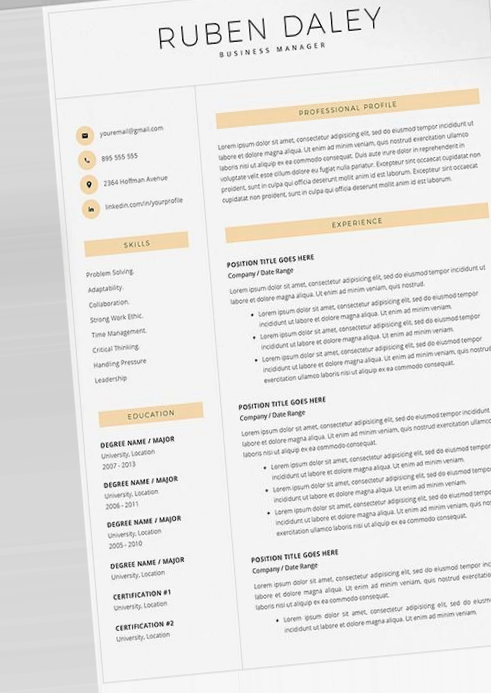 RUBEN DALEY
BUSINESS MANAGER
youremail@gmail.com
895 555 555
2364 Hoffman Avenue
linkedin.com/in/yourprofile
SKILLS
Problem Solving.
Adaptability.
Collaboration.
Strong Work Ethic.
Time Management.
Critical Thinking.
Handling Pressure
Leadership
EDUCATION
DEGREE NAME / MAJOR
University, Location
2007 - 2013
DEGREE NAME / MAJOR
University, Location
2006 - 2011
DEGREE NAME / MAJOR
University, Location
2005 - 2010
DEGREE NAME / MAJOR
University, Location
CERTIFICATION #1
University, Location
CERTIFICATION #2
University, Location
PROFESSIONAL PROFILE
Lorem ipsum dolor sit amet, consectetur adipisicing elit, sed do eiusmod tempor incididunt ut
labore et dolore magna aliqua. Ut enim ad minim veniam, quis nostrud exercitation ullamco
laboris nisi ut aliquip ex ea commodo consequat. Duis aute irure dolor in reprehenderit in
voluptate velit esse cillum dolore eu fugiat nulla pariatur. Excepteur sint occaecat cupidatat non
proident, sunt in culpa qui officia deserunt mollit anim id est laborum. Excepteur sint occaecat
cupidatat non proident, sunt in culpa qui officia deserunt mollit anim id est laborum.
EXPERIENCE
POSITION TITLE GOES HERE
Company / Date Range
Lorem ipsum dolor sit amet, consectetur adipisicing elit, sed do eiusmod tempor incididunt ut
labore et dolore magna aliqua. Ut enim ad minim veniam, quis nostrud.
• Lorem ipsum dolor sit amet, consectetur adipisicing elit, sed do eiusmod tempor
incididunt ut labore et dolore magna aliqua. Ut enim ad minim veniam.
• Lorem ipsum dolor sit amet, consectetur adipisicing elit, sed do eiusmod tempor
incididunt ut labore et dolore magna aliqua.
• Lorem ipsum dolor sit amet, consectetur adipisicing elit, sed do eiusmod tempor
incididunt ut labore et dolore magna aliqua. Ut enim ad minim veniam, quis nostrud
exercitation ullamco laboris nisi ut aliquip ex ea commodo consequat.
POSITION TITLE GOES HERE
Company / Date Range
Lorem ipsum dolor sit amet, consectetur adipisicing elit, sed do eiusmod tempor incididunt ut
labore et dolore magna aliqua. Ut enim ad minim veniam, quis nostrud exercitation ullamco
laboris nisi ut aliquip ex ea commodo consequat.
• Lorem ipsum dolor sit amet, consectetur adipisicing elit, sed do eiusmod tempor
incididunt ut labore et dolore magna aliqua. Ut enim ad minim veniam.
• Lorem ipsum dolor sit amet, consectetur adipisicing elit, sed do eiusmod tempor
incididunt ut labore et dolore magna aliqua.
• Lorem ipsum dolor sit amet, consectetur adipisicing elit, sed do eiusmod tempor
incididunt ut labore et dolore magna aliqua. Ut enim ad minim veniam, quis nostrud
exercitation ullamco laboris nisi ut aliquip ex ea commodo consequat.
POSITION TITLE GOES HERE
Company / Date Range
Lorem ipsum dolor sit amet, consectetur adipisicing elit, sed do eiusmod tempor incididunt ut
labore et dolore magna aliqua. Ut enim ad minim veniam, quis nostrud exercitation ullamco
laboris nisi ut aliquip ex ea commodo consequat.
• Lorem ipsum dolor sit amet, consectetur adipisicing elit, sed do eiusmod
incididunt ut labore et dolore magna aliqua. Ut enim ad minim veniam.